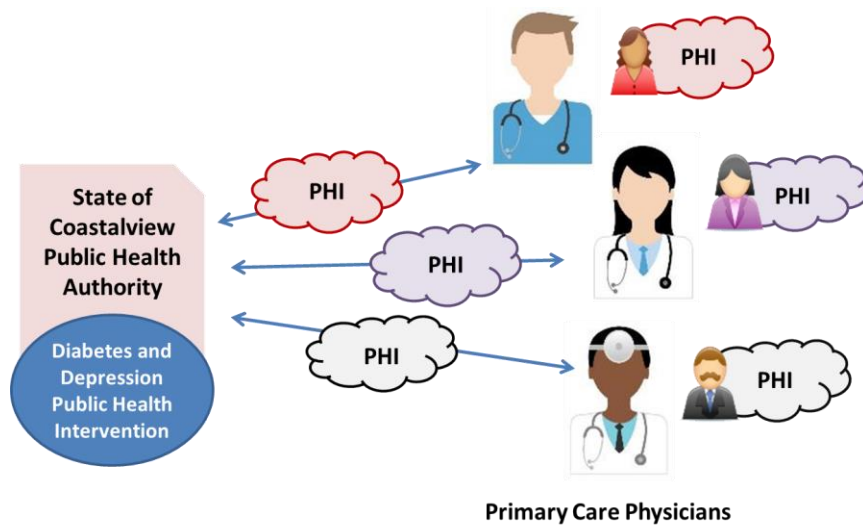 PHI
PHI
State of
Coastalview
Public Health
Authority
PHI
PHI
PHI
Diabetes and
Depression
Public Health
Intervention
PHI
Primary Care Physicians